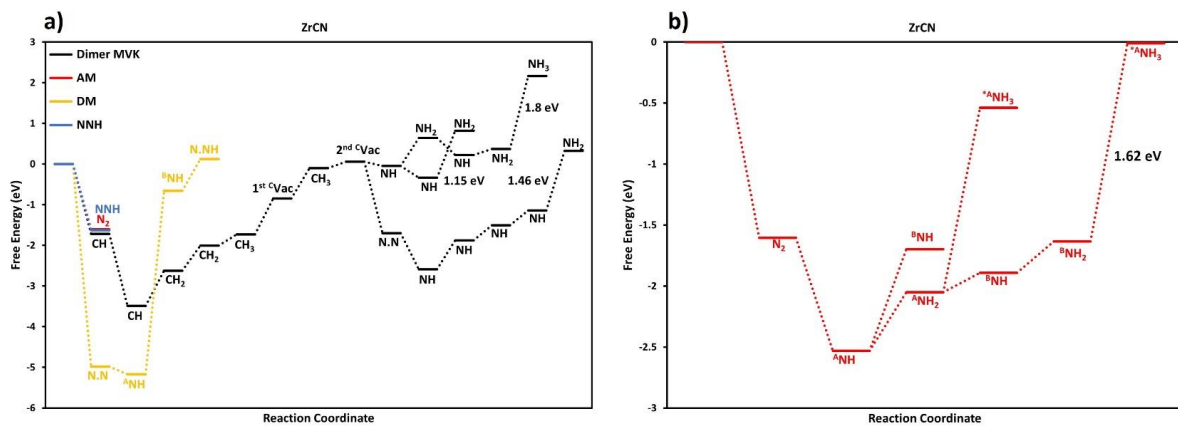 a)
ZrCN
3
2
1
0
-1
-2
-3
-4
-5
-6
Free Energy (eV)
Reaction Coordinate
Dimer MVK
AM
DM
NNH
NNH
N₂
CH
N.N
ᴬNH
CH
ᴮNH
N.NH
CH₂
CH₂
CH₃
1ˢᵗ ᶜVac
CH₃
2ⁿᵈ ᶜVac
NH
NH₂
NH
NH₂
NH
NH₂
NH₃
1.8 eV
1.15 eV
1.46 eV
N.N
NH
NH
NH
NH
NH₂
b)
ZrCN
0
-0.5
-1
-1.5
-2
-2.5
-3
Free Energy (eV)
Reaction Coordinate
N₂
ᴬNH
ᴮNH
ᴬNH₂
*ᴬNH₃
ᴮNH
ᴮNH₂
1.62 eV
*ᴬNH₃